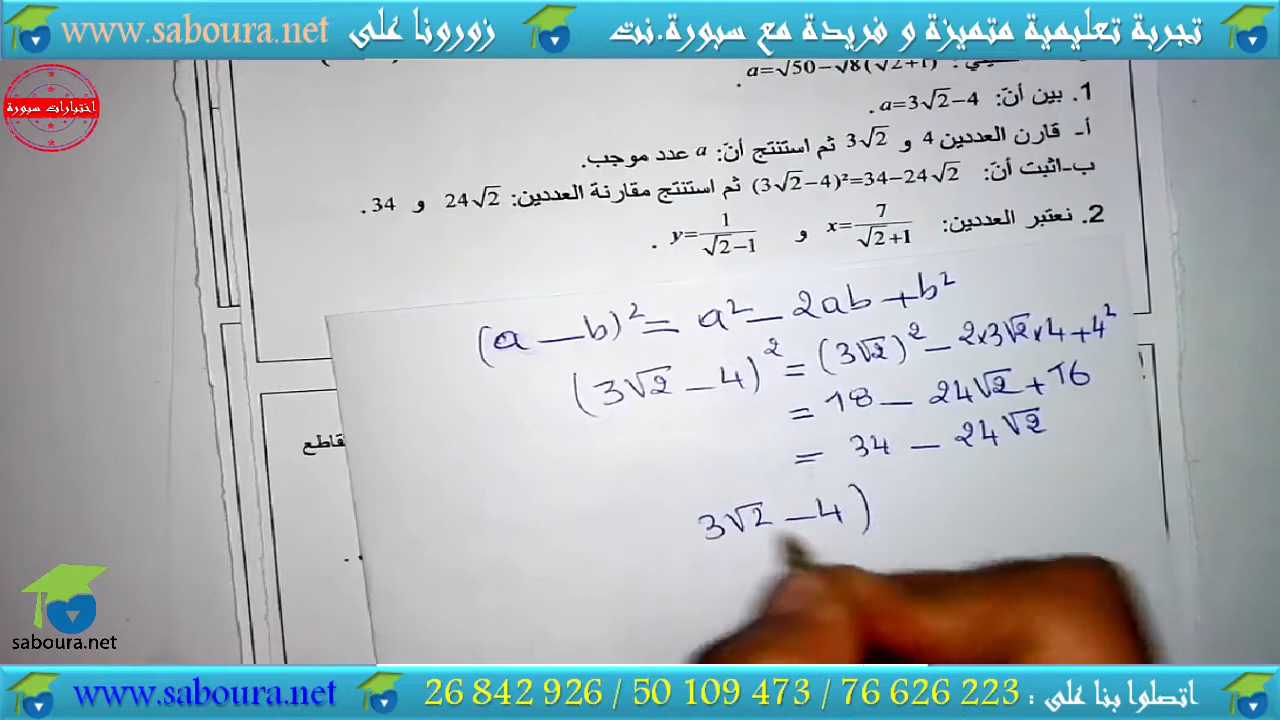 تجربة تعليمية متميزة و فريدة مع سبورة.نت زورونا على www.saboura.net
اختبارات سبورة
a=√50−√8(√2+1) .
1. بين أنّ: a=3√2−4 .
أ- قارن العددين 4 و 3√2 ثم استنتج أنّ: a عدد موجب.
ب-اثبت أنّ: (3√2−4)²=34−24√2 ثم استنتج مقارنة العددين: 24√2 و 34 .
2. نعتبر العددين: x=7/(√2+1) و y=1/(√2−1) .
(a − b)² = a² − 2ab + b²
(3√2 − 4)² = (3√2)² − 2×3√2×4 + 4²
= 18 − 24√2 + 16
= 34 − 24√2
3√2 − 4 )
قاطع
saboura.net
اتصلوا بنا على : 26 842 926 / 50 109 473 / 76 626 223 www.saboura.net